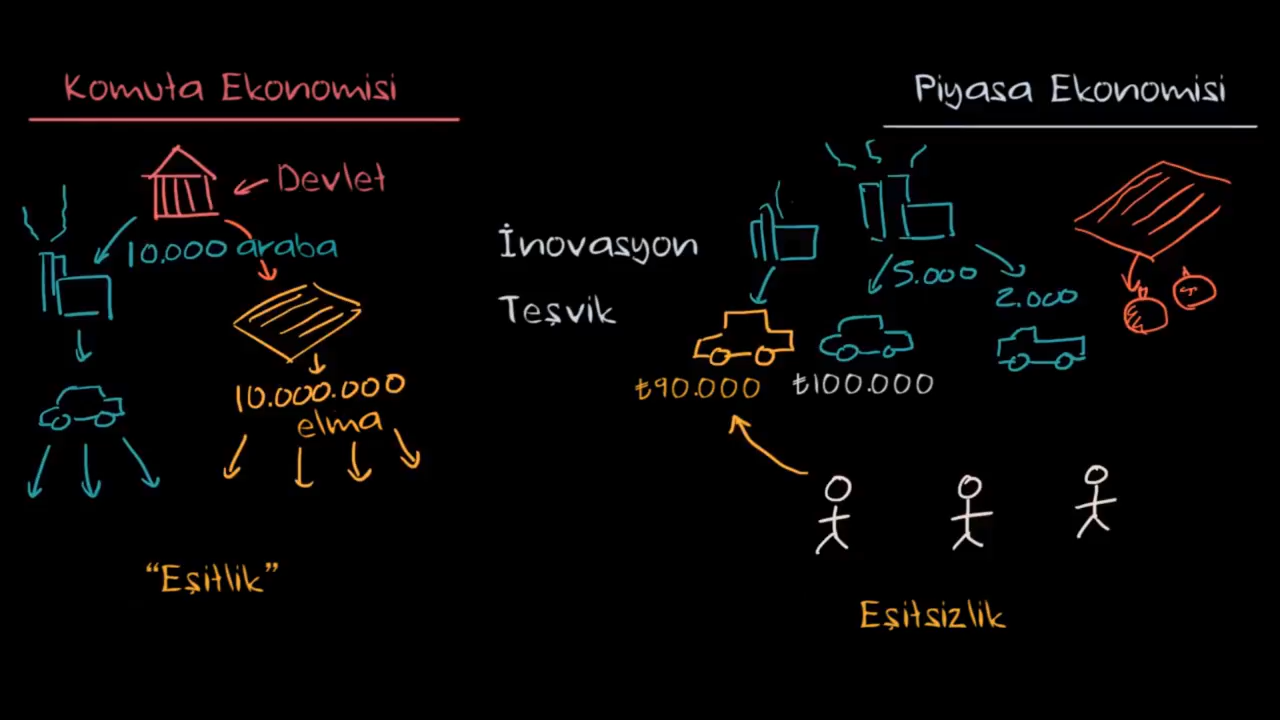 Komuta Ekonomisi
Devlet
10.000 araba
10.000.000
elma
"Eşitlik"
İnovasyon
Teşvik
Piyasa Ekonomisi
5.000
2.000
₺90.000
₺100.000
Eşitsizlik